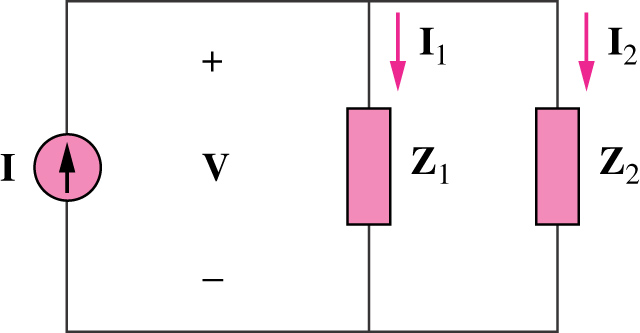 I
+
V
–
I₁
Z₁
I₂
Z₂